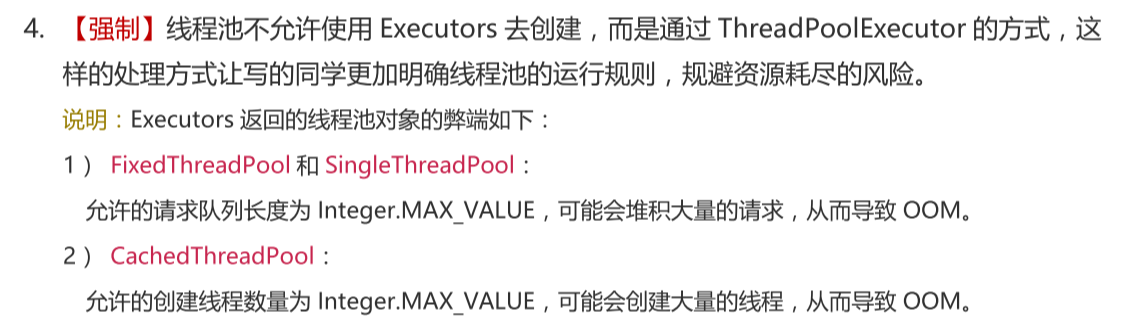 4. 【强制】线程池不允许使用 Executors 去创建，而是通过 ThreadPoolExecutor 的方式，这
样的处理方式让写的同学更加明确线程池的运行规则，规避资源耗尽的风险。
说明：Executors 返回的线程池对象的弊端如下：
1） FixedThreadPool 和 SingleThreadPool：
允许的请求队列长度为 Integer.MAX_VALUE，可能会堆积大量的请求，从而导致 OOM。
2） CachedThreadPool：
允许的创建线程数量为 Integer.MAX_VALUE，可能会创建大量的线程，从而导致 OOM。